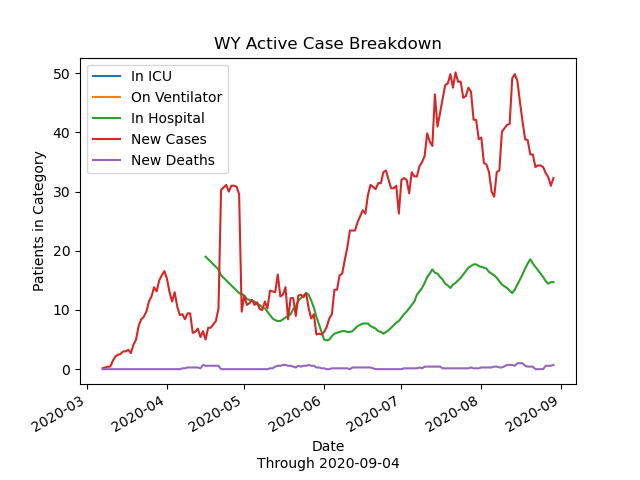 WY Active Case Breakdown
In ICU
On Ventilator
In Hospital
New Cases
New Deaths
Patients in Category
50
40
30
20
10
0
2020-03
2020-04
2020-05
2020-06
2020-07
2020-08
2020-09
Date
Through 2020-09-04